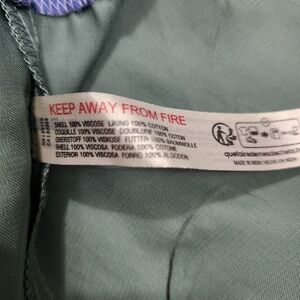 KEEP AWAY FROM FIRE
SHELL 100% VISCOSE LINING 100% COTTON
COQUILLE 100% VISCOSE DOUBLURE 100% COTON
OBERSTOFF 100% VISKOSE FUTTER 100% BAUMWOLLE
SHELL 100% VISCOSA FODERA 100% COTONE
EXTERIOR 100% VISCOSA FORRO 100% ALGODÓN
MADE IN INDIA